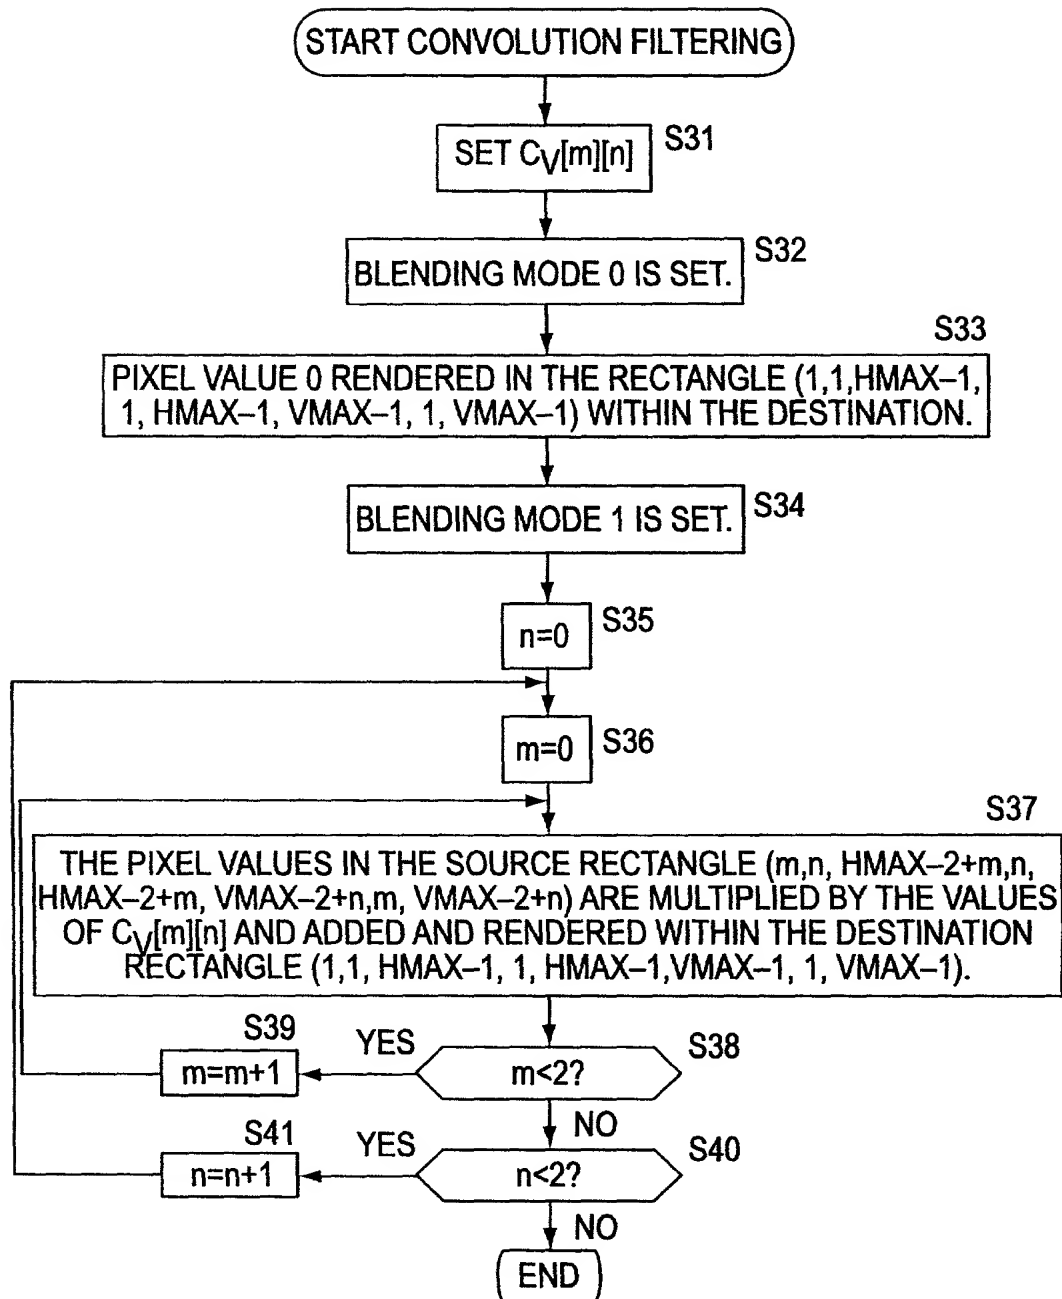 START CONVOLUTION FILTERING
S31
SET CV[m][n]
S32
BLENDING MODE 0 IS SET.
S33
PIXEL VALUE 0 RENDERED IN THE RECTANGLE (1,1,HMAX–1,
1, HMAX–1, VMAX–1, 1, VMAX–1) WITHIN THE DESTINATION.
S34
BLENDING MODE 1 IS SET.
S35
n=0
S36
m=0
S37
THE PIXEL VALUES IN THE SOURCE RECTANGLE (m,n, HMAX–2+m,n,
HMAX–2+m, VMAX–2+n,m, VMAX–2+n) ARE MULTIPLIED BY THE VALUES
OF CV[m][n] AND ADDED AND RENDERED WITHIN THE DESTINATION
RECTANGLE (1,1, HMAX–1, 1, HMAX–1,VMAX–1, 1, VMAX–1).
S39
YES
S38
m=m+1
m<2?
NO
S41
YES
S40
n=n+1
n<2?
NO
END